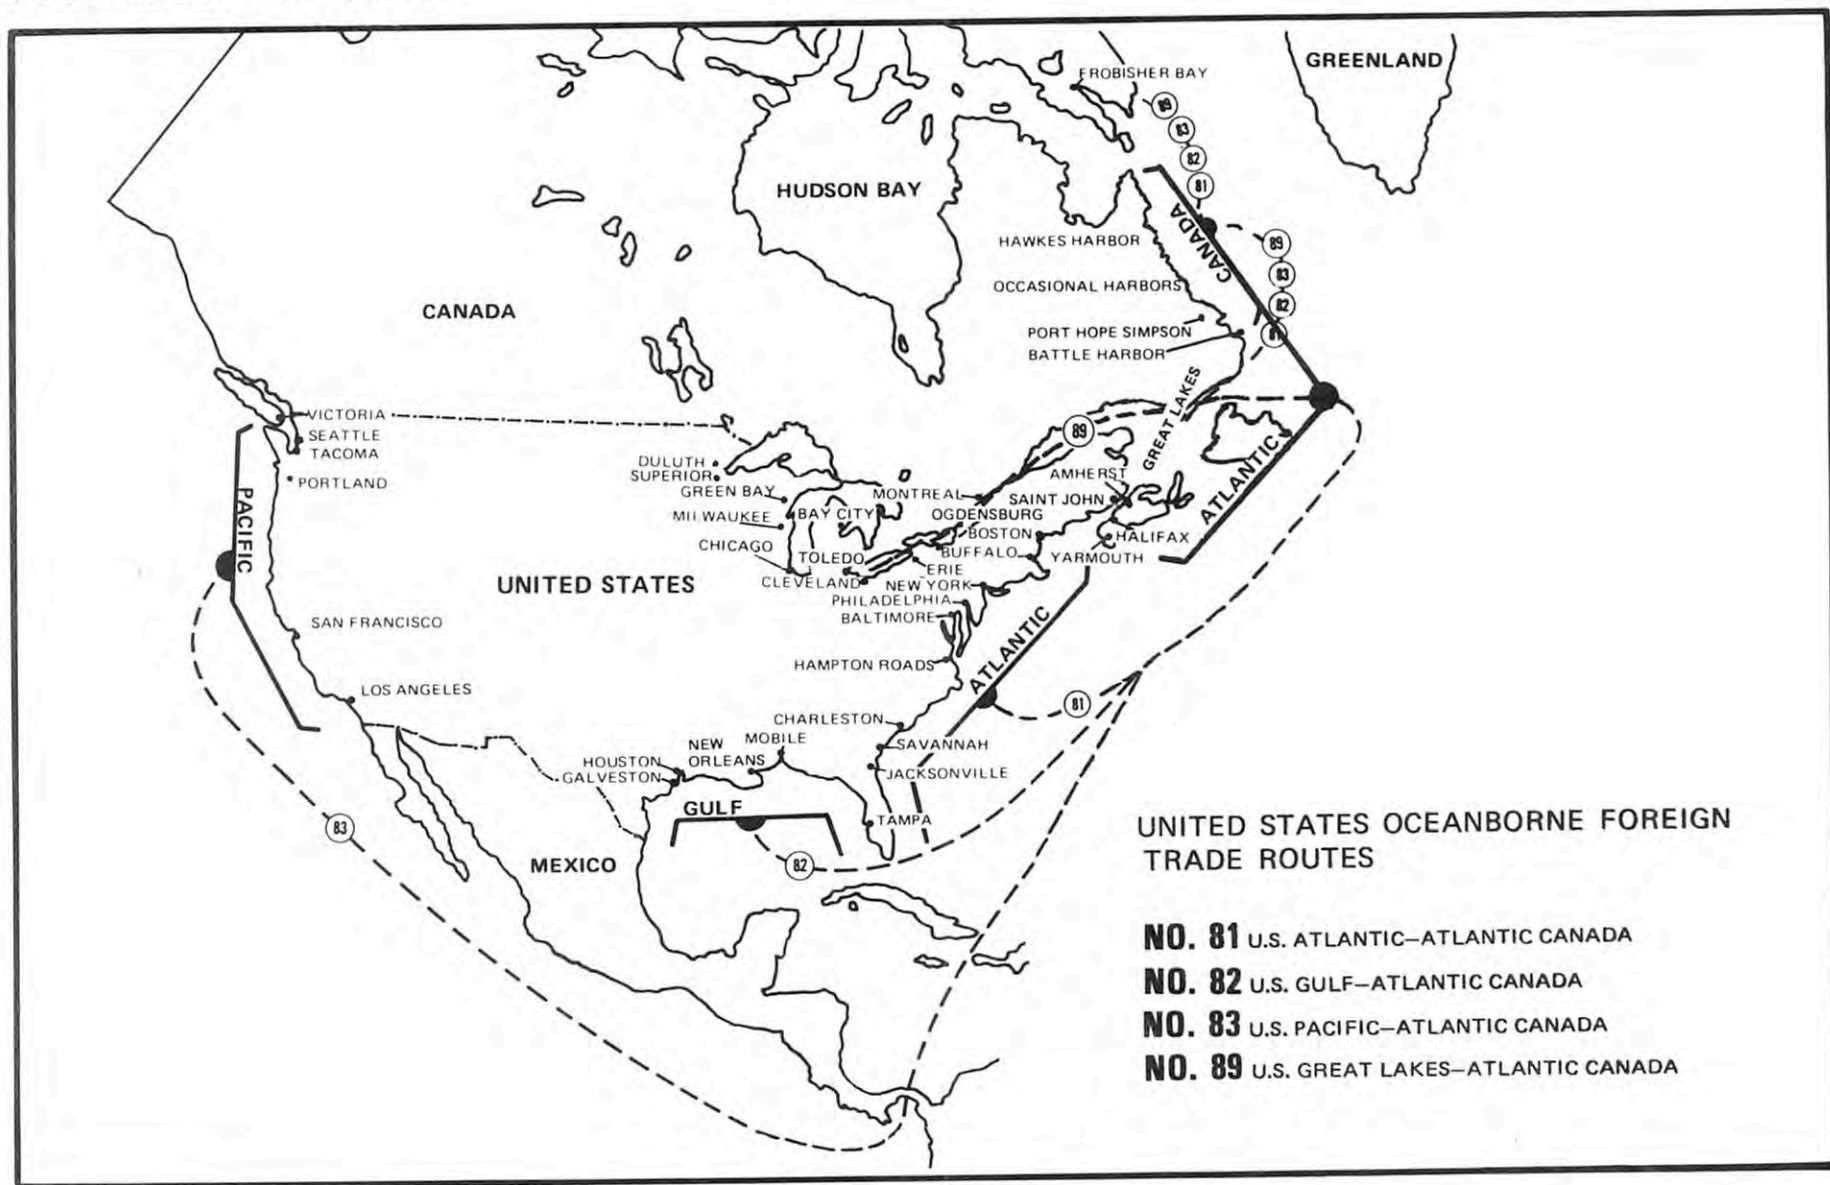 GREENLAND
FROBISHER BAY
89
83
82
81
HUDSON BAY
CANADA
HAWKES HARBOR
89
83
82
81
OCCASIONAL HARBORS
CANADA
PORT HOPE SIMPSON
BATTLE HARBOR
GREAT LAKES
89
ATLANTIC
VICTORIA
SEATTLE
TACOMA
PORTLAND
PACIFIC
DULUTH
SUPERIOR
GREEN BAY
MILWAUKEE
BAY CITY
CHICAGO
TOLEDO
CLEVELAND
MONTREAL
OGDENSBURG
AMHERST
SAINT JOHN
BOSTON
BUFFALO
HALIFAX
YARMOUTH
ERIE
NEW YORK
PHILADELPHIA
BALTIMORE
UNITED STATES
SAN FRANCISCO
HAMPTON ROADS
ATLANTIC
LOS ANGELES
81
CHARLESTON
SAVANNAH
JACKSONVILLE
NEW
ORLEANS
MOBILE
HOUSTON
GALVESTON
GULF
TAMPA
83
82
MEXICO
UNITED STATES OCEANBORNE FOREIGN
TRADE ROUTES
NO. 81 U.S. ATLANTIC–ATLANTIC CANADA
NO. 82 U.S. GULF–ATLANTIC CANADA
NO. 83 U.S. PACIFIC–ATLANTIC CANADA
NO. 89 U.S. GREAT LAKES–ATLANTIC CANADA